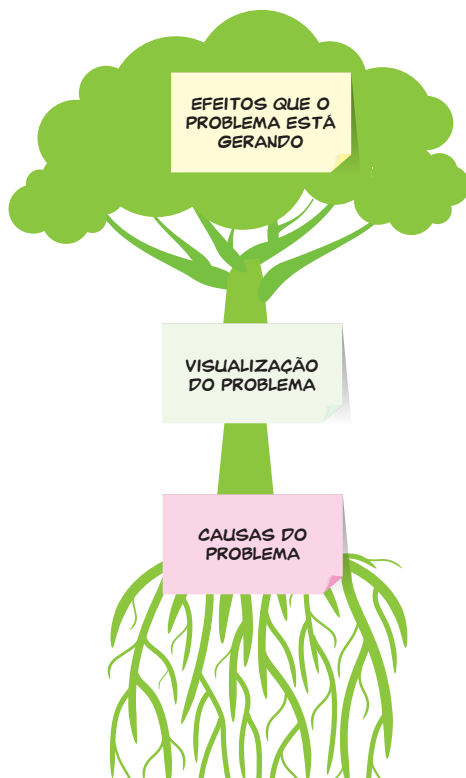 EFEITOS QUE O
PROBLEMA ESTÁ
GERANDO
VISUALIZAÇÃO
DO PROBLEMA
CAUSAS DO
PROBLEMA